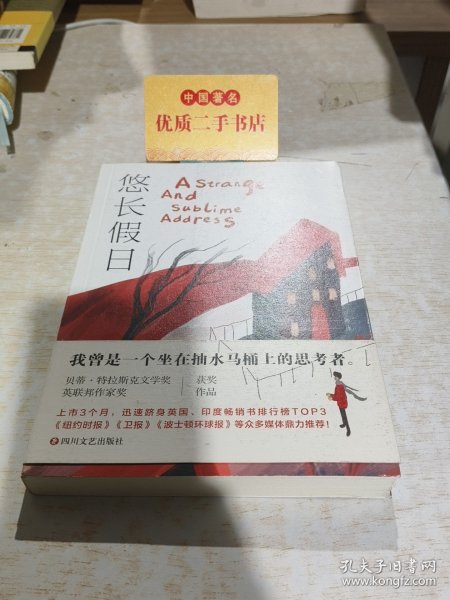 中国著名
优质二手书店
悠长假日
A Strange
And
Sublime
Address
我曾是一个坐在抽水马桶上的思考者。
贝蒂·特拉斯克文学奖
英联邦作家奖
获奖
作品
上市3个月，迅速跻身英国、印度畅销书排行榜TOP3
《纽约时报》《卫报》《波士顿环球报》等众多媒体鼎力推荐！
四川文艺出版社
孔夫子旧书网
www.kongfz.com